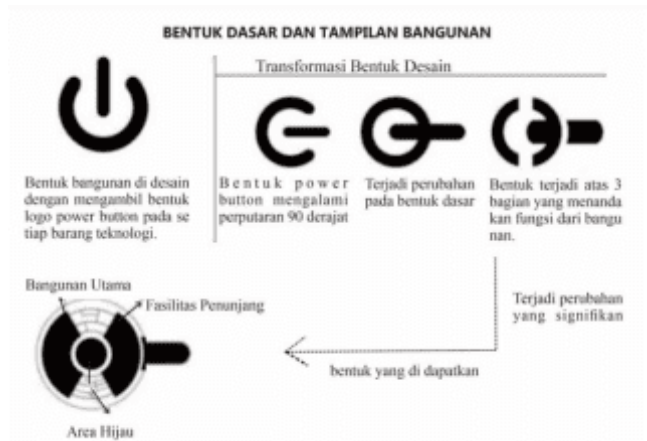 BENTUK DASAR DAN TAMPILAN BANGUNAN
Transformasi Bentuk Desain
Bentuk bangunan di desain
dengan mengambil bentuk
logo power button pada se
tiap barang teknologi.
Bentuk power
button mengalami
perputaran 90 derajat
Terjadi perubahan
pada bentuk dasar
Bentuk terjadi atas 3
bagian yang menanda
kan fungsi dari bangu
nan.
Bangunan Utama
Fasilitas Penunjang
Area Hijau
Terjadi perubahan
yang signifikan
bentuk yang di dapatkan